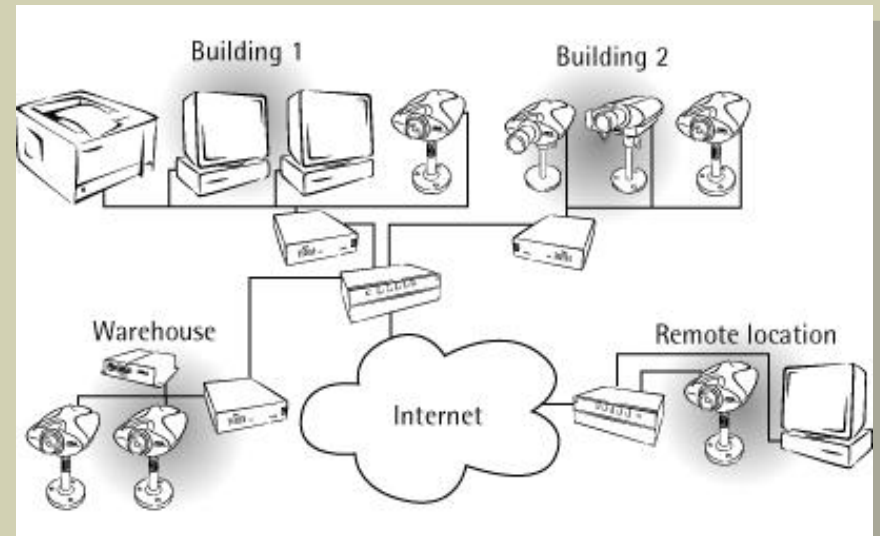 Building 1
Building 2
Warehouse
Remote location
Internet